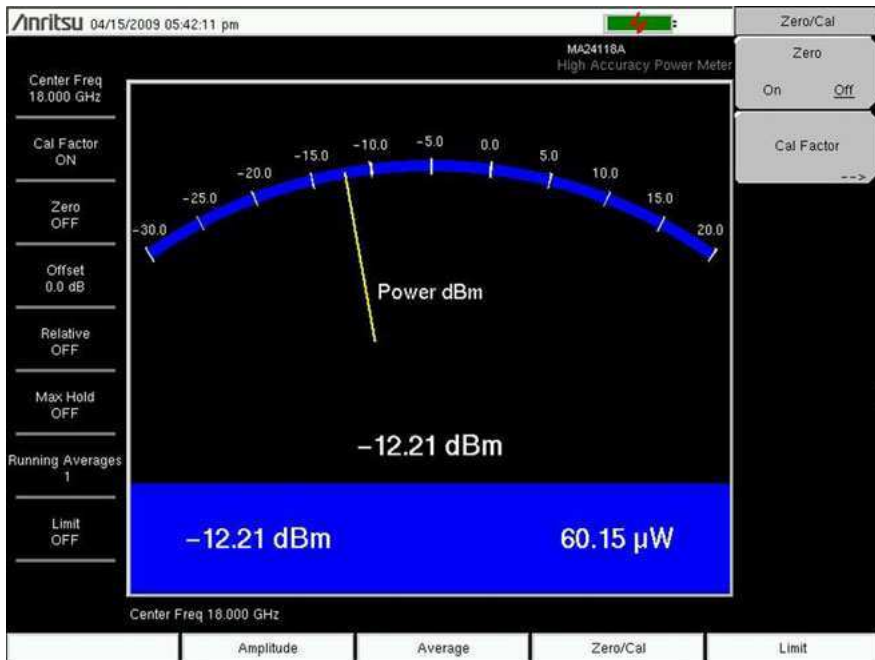 Anritsu 04/15/2009 05:42:11 pm
MA24118A
High Accuracy Power Meter
Center Freq
18.000 GHz
Cal Factor
ON
Zero
OFF
Offset
0.0 dB
Relative
OFF
Max Hold
OFF
Running Averages
1
Limit
OFF
-30.0
-25.0
-20.0
-15.0
-10.0
-5.0
0.0
5.0
10.0
15.0
20.0
Power dBm
-12.21 dBm
-12.21 dBm 60.15 µW
Center Freq 18.000 GHz
Zero/Cal
Zero
On Off
Cal Factor
-->
Amplitude Average Zero/Cal Limit